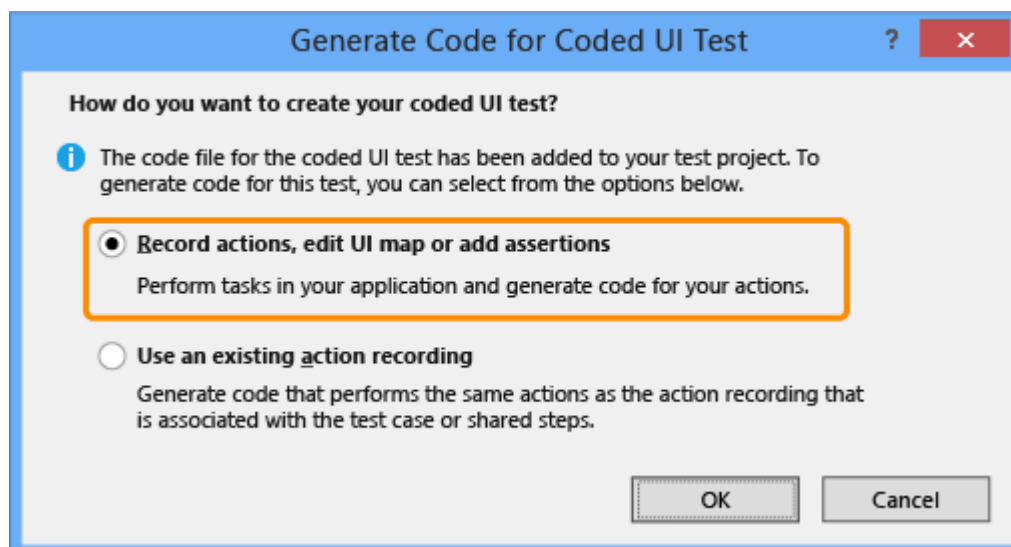 Generate Code for Coded UI Test
?
How do you want to create your coded UI test?
The code file for the coded UI test has been added to your test project. To
generate code for this test, you can select from the options below.
Record actions, edit UI map or add assertions
Perform tasks in your application and generate code for your actions.
Use an existing action recording
Generate code that performs the same actions as the action recording that
is associated with the test case or shared steps.
OK
Cancel